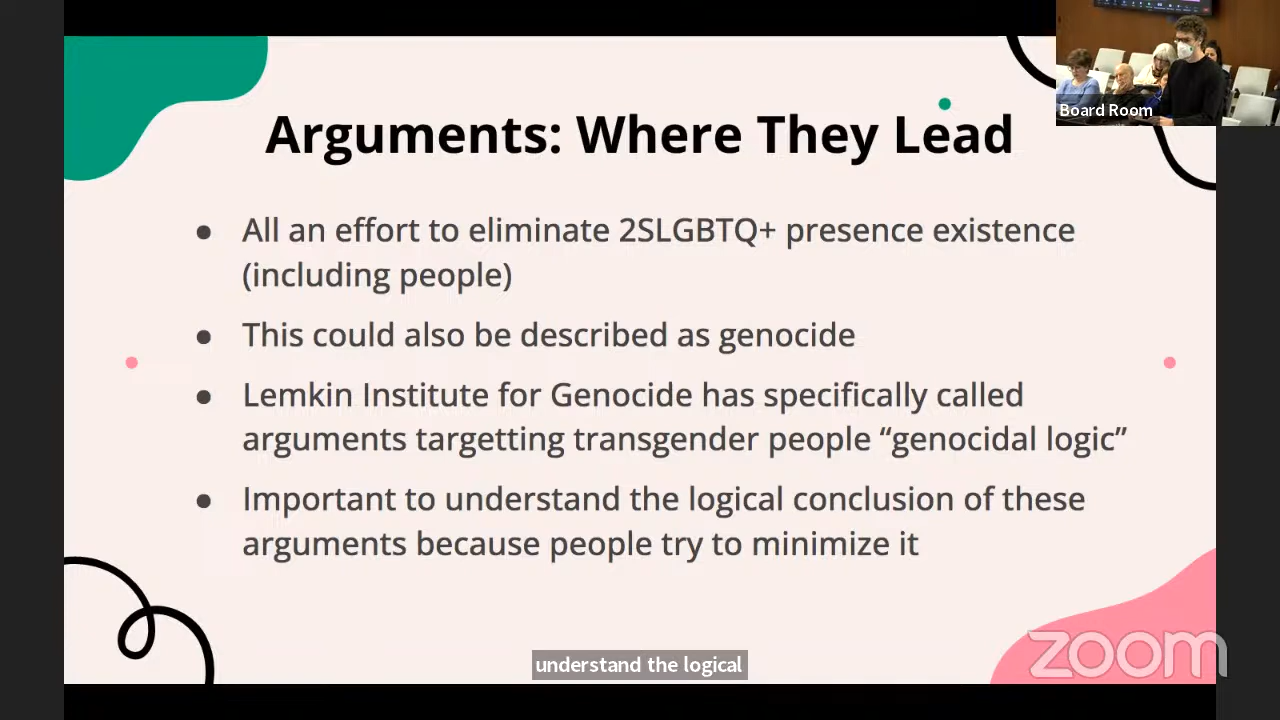 Board Room
Arguments: Where They Lead
● All an effort to eliminate 2SLGBTQ+ presence existence
(including people)
● This could also be described as genocide
● Lemkin Institute for Genocide has specifically called
arguments targetting transgender people “genocidal logic”
● Important to understand the logical conclusion of these
arguments because people try to minimize it
understand the logical
zoom